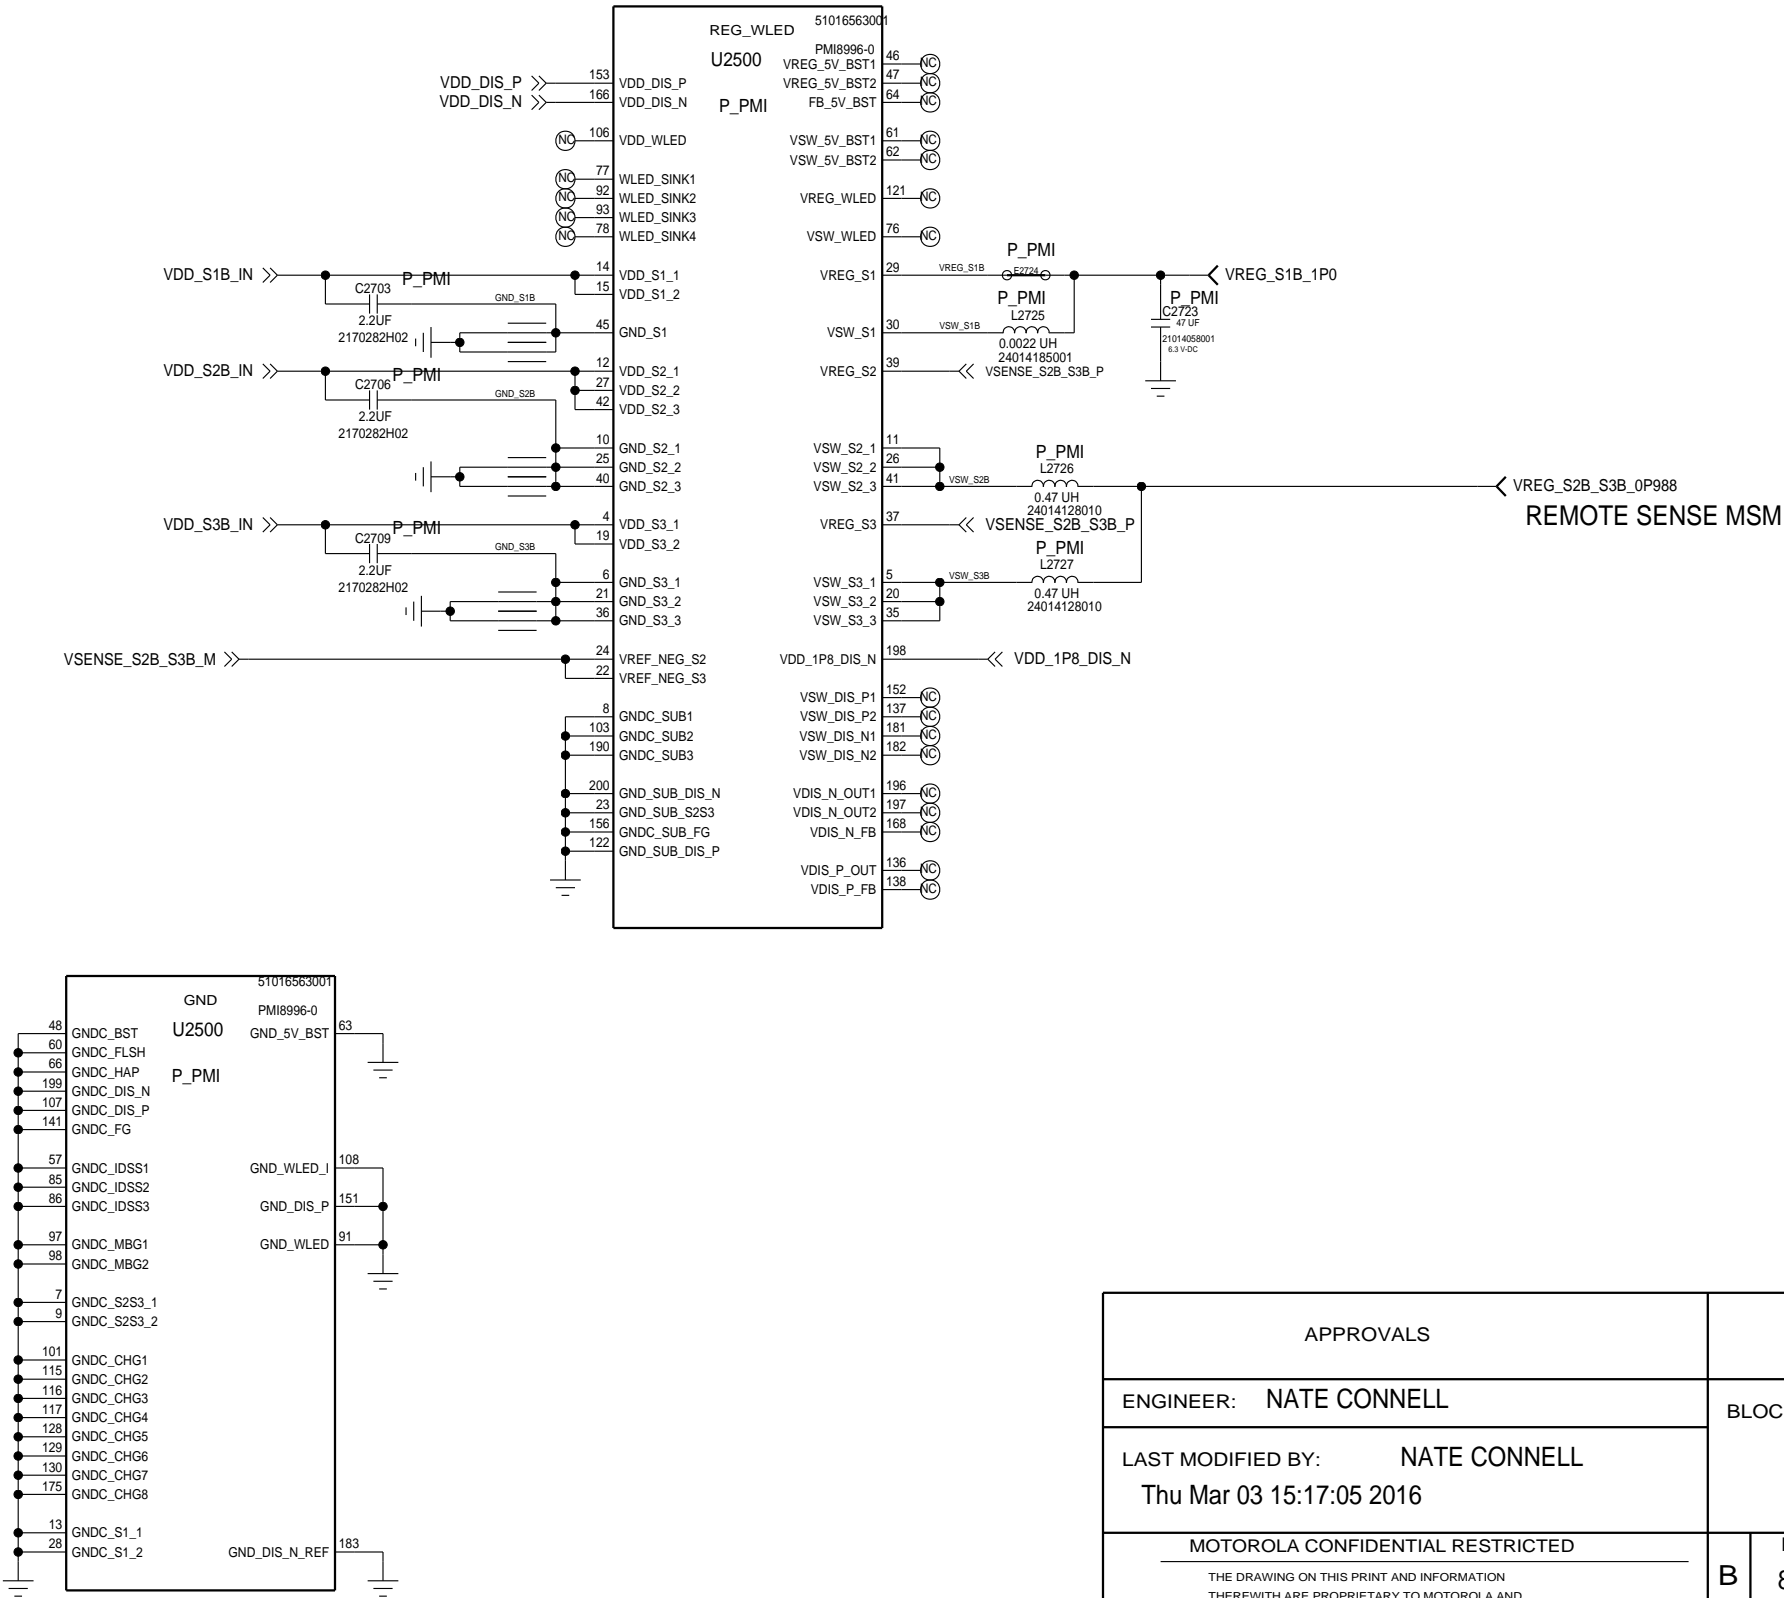 REG_WLED
51016563001
U2500
PMI8996-0
P_PMI
VDD_DIS_P 153 VDD_DIS_P
VDD_DIS_N 166 VDD_DIS_N
NC 106 VDD_WLED
NC 77 WLED_SINK1
NC 92 WLED_SINK2
NC 93 WLED_SINK3
NC 78 WLED_SINK4
VDD_S1B_IN 14 VDD_S1_1
P_PMI
15 VDD_S1_2
C2703
2.2UF
2170282H02
GND_S1B
45 GND_S1
VDD_S2B_IN 12 VDD_S2_1
P_PMI
27 VDD_S2_2
42 VDD_S2_3
C2706
2.2UF
2170282H02
GND_S2B
10 GND_S2_1
25 GND_S2_2
40 GND_S2_3
VDD_S3B_IN 4 VDD_S3_1
P_PMI
19 VDD_S3_2
C2709
2.2UF
2170282H02
GND_S3B
6 GND_S3_1
21 GND_S3_2
36 GND_S3_3
VSENSE_S2B_S3B_M 24 VREF_NEG_S2
22 VREF_NEG_S3
8 GNDC_SUB1
103 GNDC_SUB2
190 GNDC_SUB3
200 GND_SUB_DIS_N
23 GND_SUB_S2S3
156 GNDC_SUB_FG
122 GND_SUB_DIS_P
VREG_5V_BST1 46 NC
VREG_5V_BST2 47 NC
FB_5V_BST 64 NC
VSW_5V_BST1 61 NC
VSW_5V_BST2 62 NC
VREG_WLED 121 NC
VSW_WLED 76 NC
VREG_S1 29 VREG_S1B
P_PMI
E2724
VREG_S1B_1P0
VSW_S1 30 VSW_S1B
P_PMI
L2725
0.0022 UH
24014185001
P_PMI
C2723
47 UF
21014058001
6.3 V-DC
VREG_S2 39 VSENSE_S2B_S3B_P
VSW_S2_1 11
VSW_S2_2 26
VSW_S2_3 41 VSW_S2B
P_PMI
L2726
0.47 UH
24014128010
VREG_S2B_S3B_0P988
REMOTE SENSE MSM
VREG_S3 37 VSENSE_S2B_S3B_P
P_PMI
L2727
0.47 UH
24014128010
VSW_S3_1 5 VSW_S3B
VSW_S3_2 20
VSW_S3_3 35
VDD_1P8_DIS_N 198 VDD_1P8_DIS_N
VSW_DIS_P1 152 NC
VSW_DIS_P2 137 NC
VSW_DIS_N1 181 NC
VSW_DIS_N2 182 NC
VDIS_N_OUT1 196 NC
VDIS_N_OUT2 197 NC
VDIS_N_FB 168 NC
VDIS_P_OUT 136 NC
VDIS_P_FB 138 NC
51016563001
GND
PMI8996-0
U2500
P_PMI
48 GNDC_BST
60 GNDC_FLSH
66 GNDC_HAP
199 GNDC_DIS_N
107 GNDC_DIS_P
141 GNDC_FG
57 GNDC_IDSS1
85 GNDC_IDSS2
86 GNDC_IDSS3
97 GNDC_MBG1
98 GNDC_MBG2
7 GNDC_S2S3_1
9 GNDC_S2S3_2
101 GNDC_CHG1
115 GNDC_CHG2
116 GNDC_CHG3
117 GNDC_CHG4
128 GNDC_CHG5
129 GNDC_CHG6
130 GNDC_CHG7
175 GNDC_CHG8
13 GNDC_S1_1
28 GNDC_S1_2
GND_5V_BST 63
GND_WLED_I 108
GND_DIS_P 151
GND_WLED 91
GND_DIS_N_REF 183
APPROVALS
ENGINEER: NATE CONNELL
BLOC
LAST MODIFIED BY: NATE CONNELL
Thu Mar 03 15:17:05 2016
MOTOROLA CONFIDENTIAL RESTRICTED
THE DRAWING ON THIS PRINT AND INFORMATION
THEREWITH ARE PROPRIETARY TO MOTOROLA AND
B